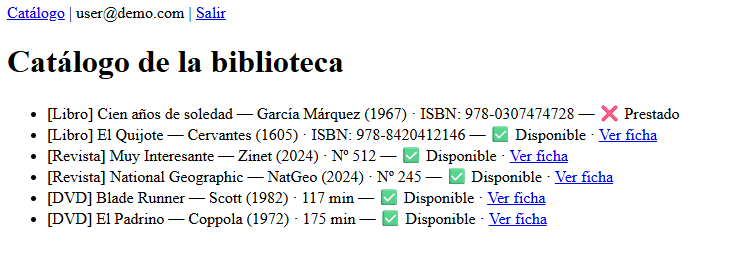 Catálogo | user@demo.com | Salir
Catálogo de la biblioteca
• [Libro] Cien años de soledad — García Márquez (1967) · ISBN: 978-0307474728 — ❌ Prestado
• [Libro] El Quijote — Cervantes (1605) · ISBN: 978-8420412146 — ✅ Disponible · Ver ficha
• [Revista] Muy Interesante — Zinet (2024) · Nº 512 — ✅ Disponible · Ver ficha
• [Revista] National Geographic — NatGeo (2024) · Nº 245 — ✅ Disponible · Ver ficha
• [DVD] Blade Runner — Scott (1982) · 117 min — ✅ Disponible · Ver ficha
• [DVD] El Padrino — Coppola (1972) · 175 min — ✅ Disponible · Ver ficha